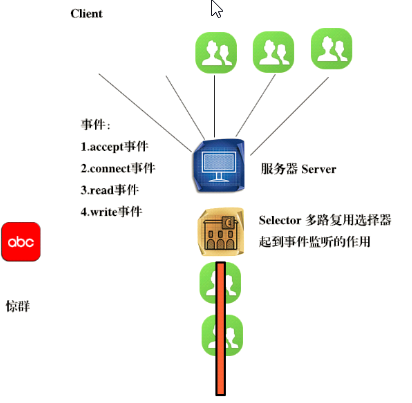 Client
事件：
1.accept事件
2.connect事件
3.read事件
4.write事件
服务器 Server
Selector 多路复用选择器
起到事件监听的作用
abc
惊群